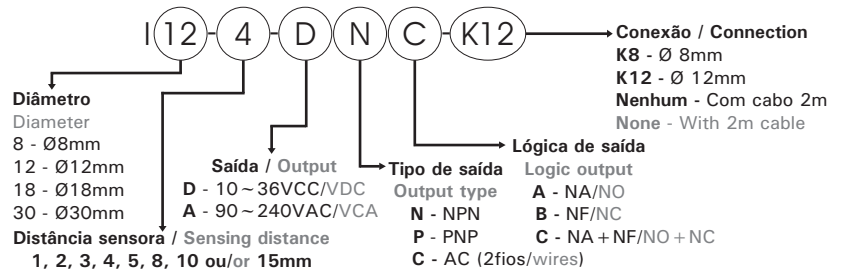 I 12-4-D N C-K12
Conexão / Connection
K8 - Ø 8mm
K12 - Ø 12mm
Nenhum - Com cabo 2m
None - With 2m cable
Diâmetro
Diameter
8 - Ø8mm
12 - Ø12mm
18 - Ø18mm
30 - Ø30mm
Distância sensora / Sensing distance
1, 2, 3, 4, 5, 8, 10 ou/or 15mm
Saída / Output
D - 10~36VCC/VDC
A - 90~240VAC/VCA
Tipo de saída
Output type
N - NPN
P - PNP
C - AC (2fios/wires)
Lógica de saída
Logic output
A - NA/NO
B - NF/NC
C - NA+NF/NO+NC